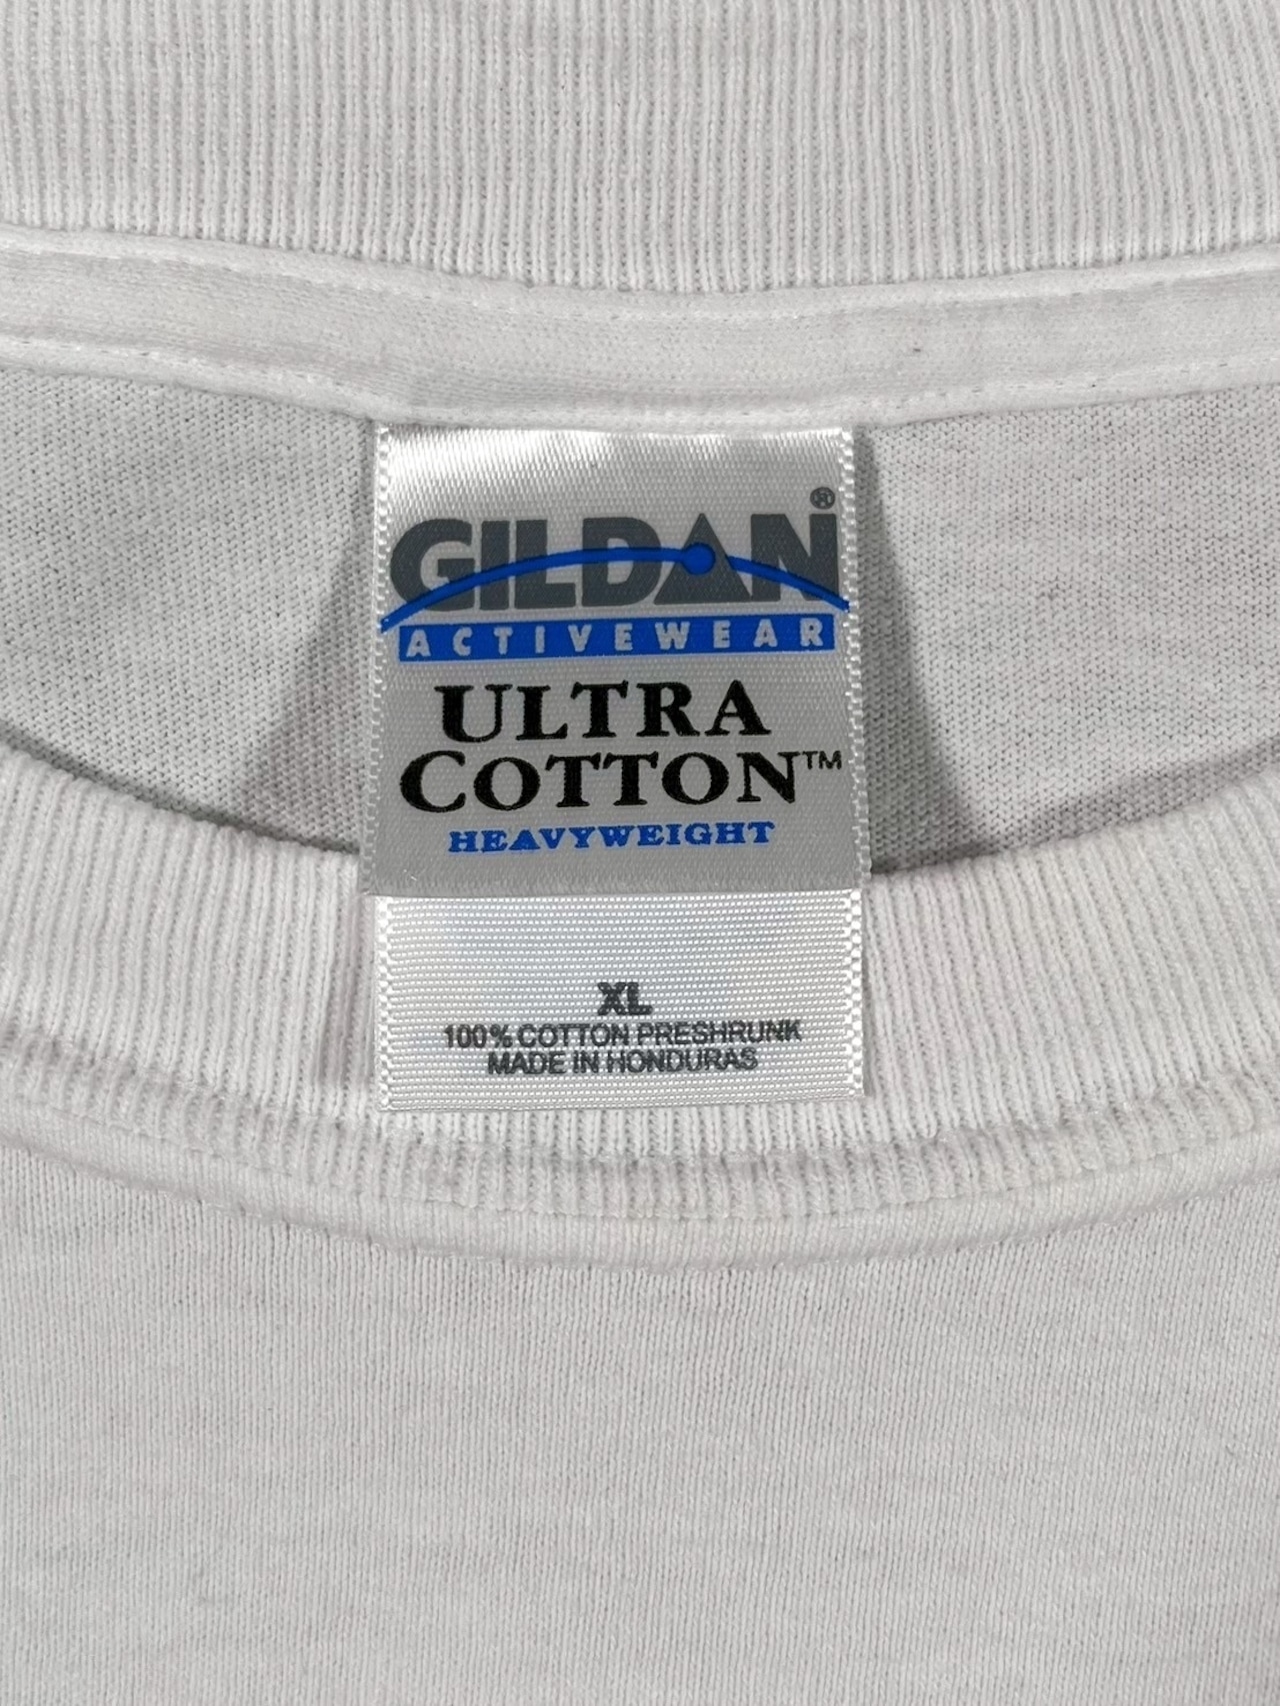 GILDAN®
ACTIVEWEAR
ULTRA
COTTON™
HEAVYWEIGHT
XL
100% COTTON PRESHRUNK
MADE IN HONDURAS